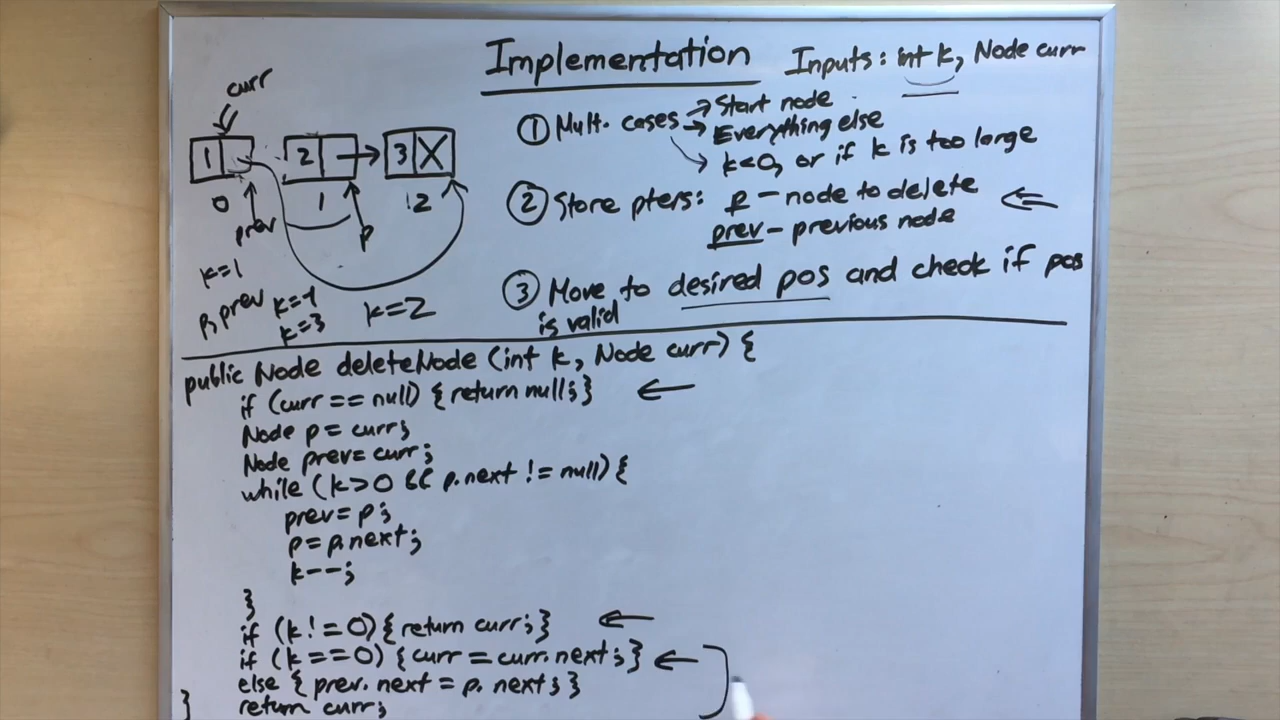 Implementation
Inputs: int k, Node curr
① Mult. cases → Start node
→ Everything else
→ k<0, or if k is too large
② Store pters: p – node to delete
prev – previous node
③ Move to desired pos and check if pos
is valid
curr
1 2 3 X
0 1 2
prev p
k=1
p, prev k=-1
k=3 k=2
public Node deleteNode (int k, Node curr) {
if (curr == null) {return null;}
Node p = curr;
Node prev = curr;
while (k>0 && p.next != null) {
prev = p;
p = p.next;
k--;
}
if (k != 0) {return curr;}
if (k==0) {curr = curr.next;}
else {prev.next = p.next;}
return curr;
}